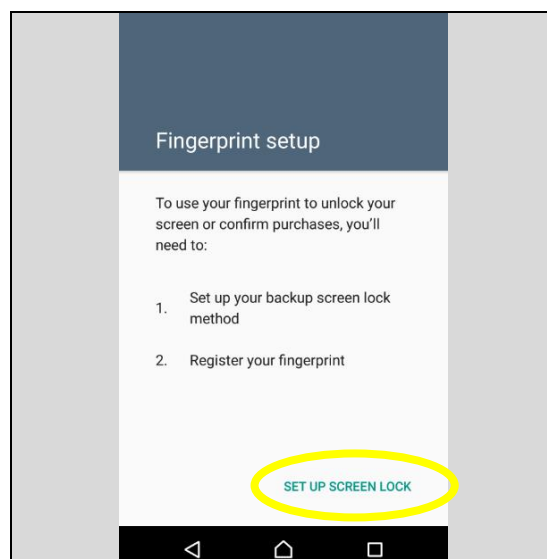 Fingerprint setup
To use your fingerprint to unlock your
screen or confirm purchases, you'll
need to:
1. Set up your backup screen lock
method
2. Register your fingerprint
SET UP SCREEN LOCK